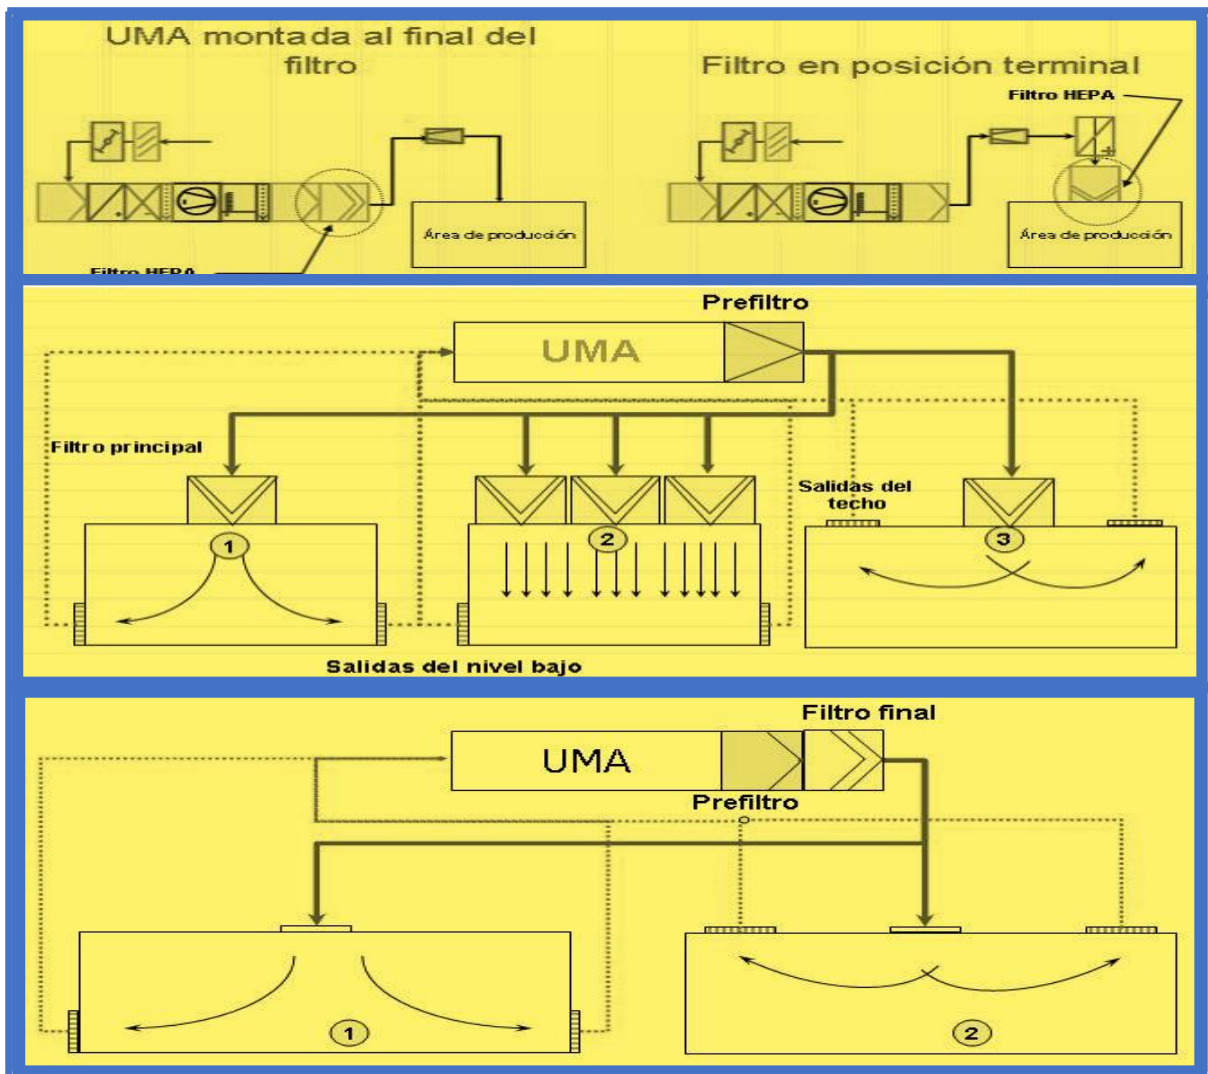 UMA montada al final del
filtro
Filtro en posición terminal
Filtro HEPA
Área de producción
Área de producción
Filtro HEPA
Prefiltro
UMA
Filtro principal
Salidas del
techo
1
2
3
Salidas del nivel bajo
Filtro final
UMA
Prefiltro
1
2